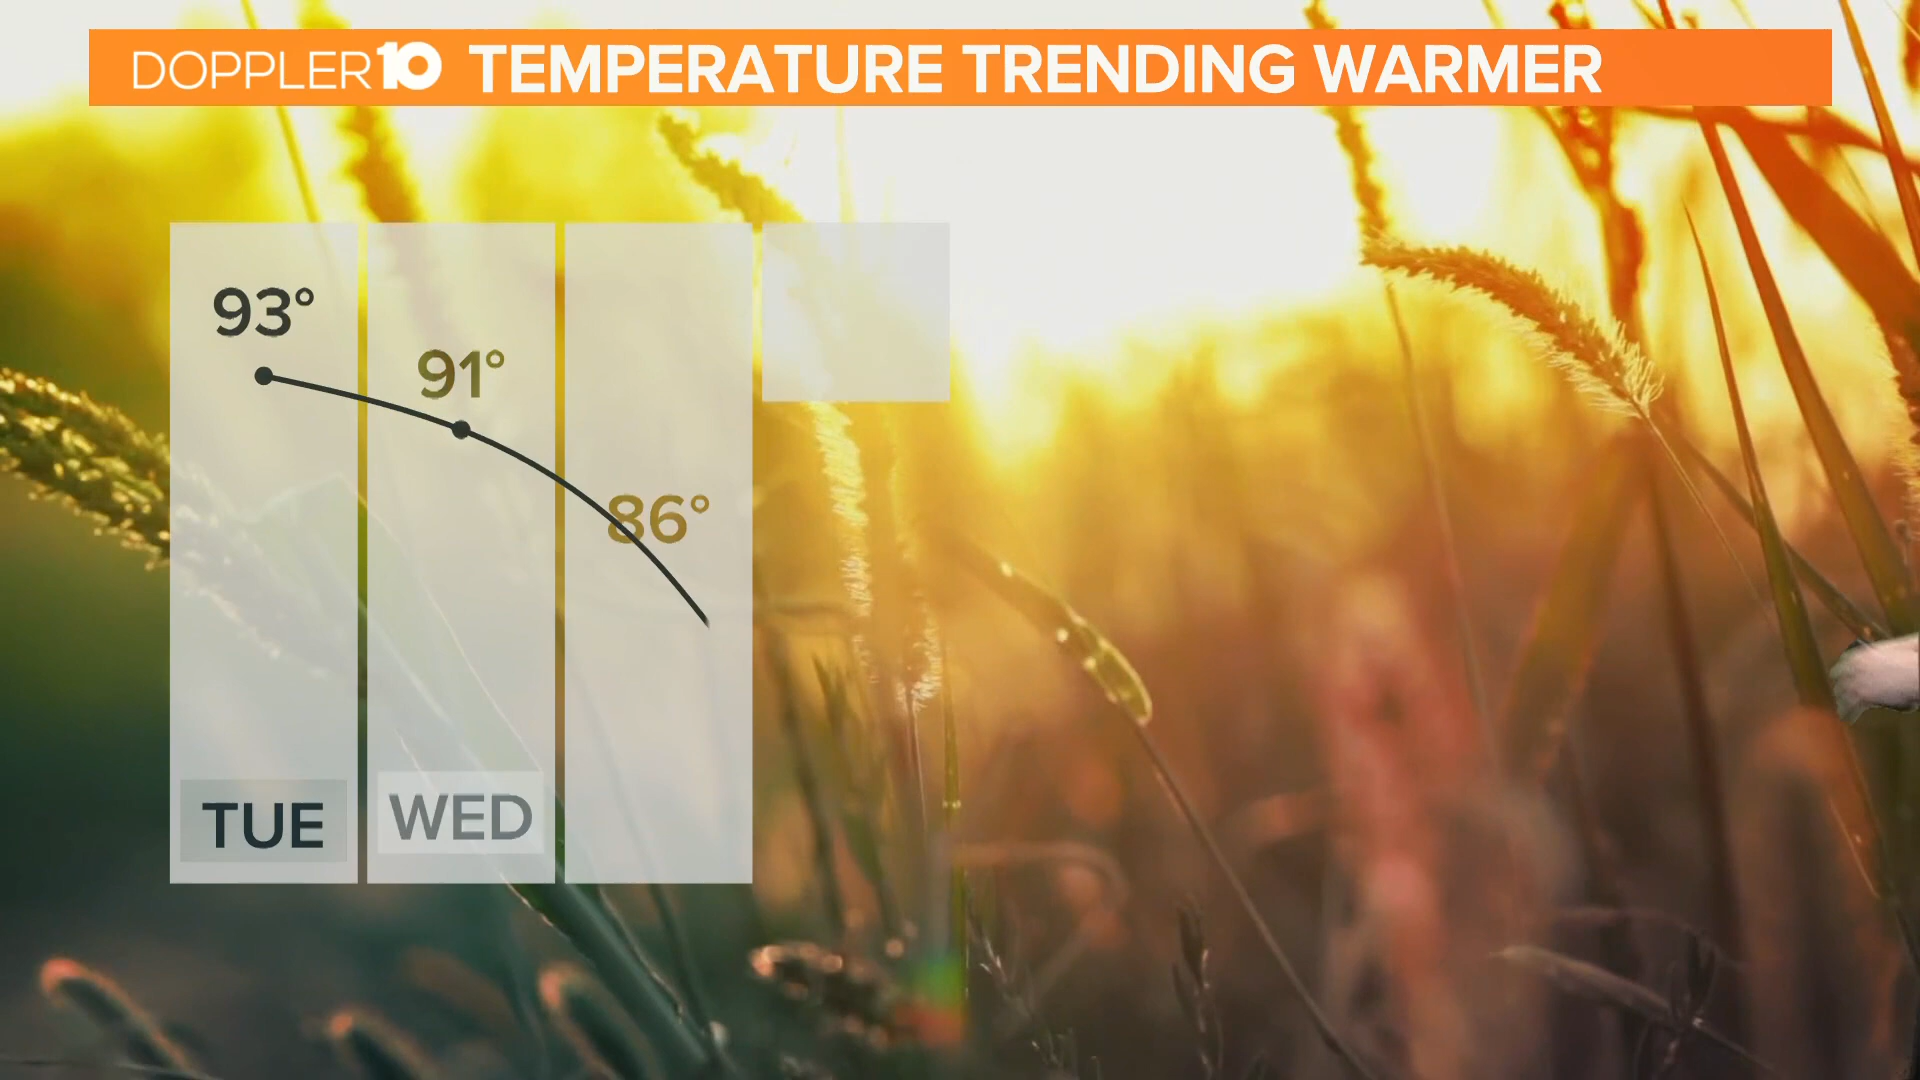 DOPPLER10 TEMPERATURE TRENDING WARMER
93°
91°
86°
TUE
WED